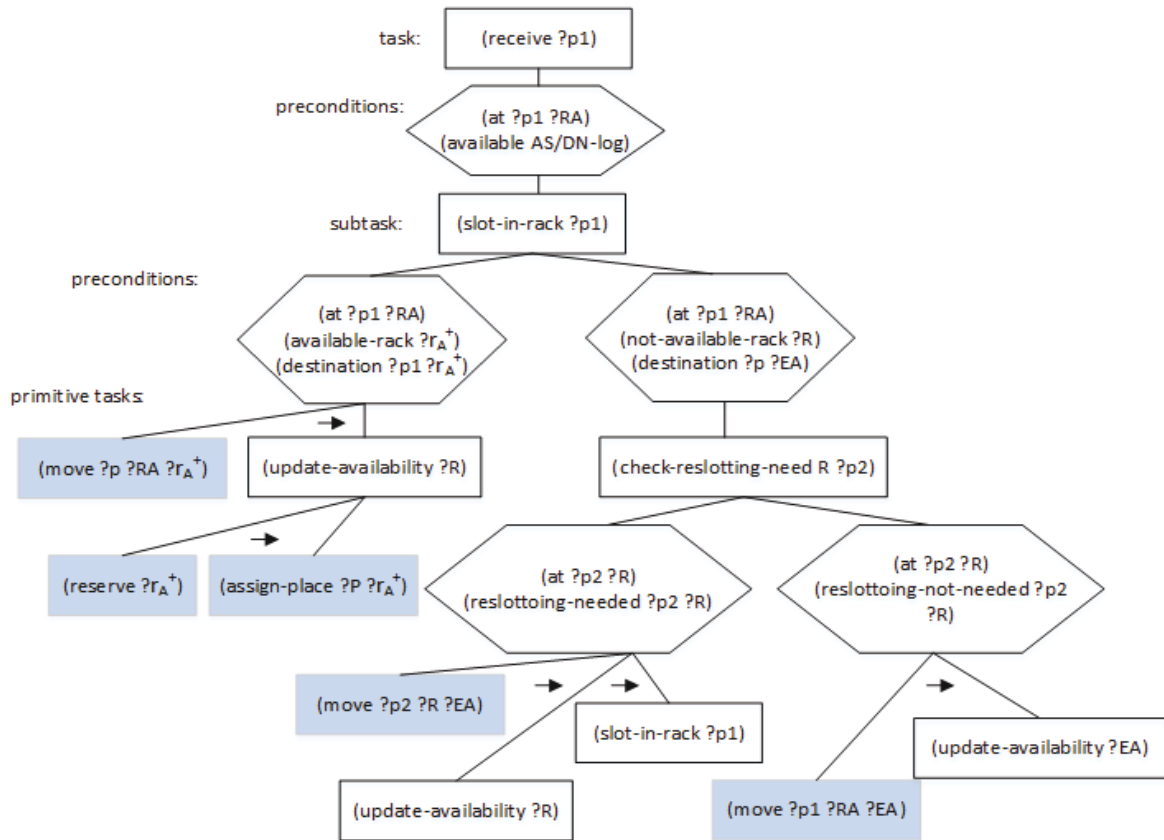 task:
(receive ?p1)
preconditions:
(at ?p1 ?RA)
(available AS/DN-log)
subtask:
(slot-in-rack ?p1)
preconditions:
(at ?p1 ?RA)
(available-rack ?rA+)
(destination ?p1 ?rA+)
(at ?p1 ?RA)
(not-available-rack ?R)
(destination ?p ?EA)
primitive tasks:
(move ?p ?RA ?rA+)
(update-availability ?R)
(check-reslotting-need R ?p2)
(reserve ?rA+)
(assign-place ?P ?rA+)
(at ?p2 ?R)
(reslottoing-needed ?p2 ?R)
(at ?p2 ?R)
(reslottoing-not-needed ?p2
?R)
(move ?p2 ?R ?EA)
(slot-in-rack ?p1)
(update-availability ?EA)
(update-availability ?R)
(move ?p1 ?RA ?EA)